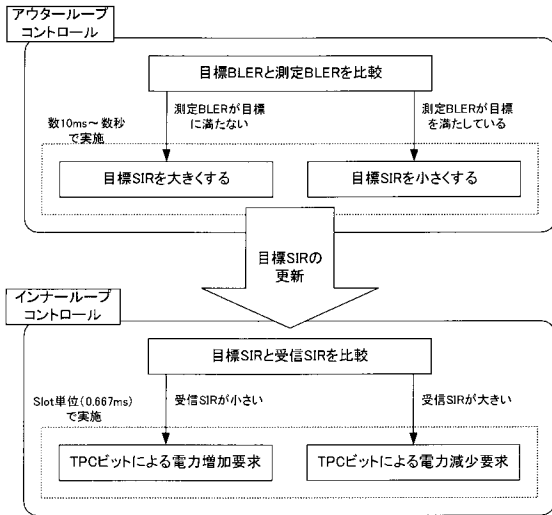 アウターループ
コントロール
目標BLERと測定BLERを比較
測定BLERが目標
に満たない
測定BLERが目標
を満たしている
数10ms～数秒
で実施
目標SIRを大きくする
目標SIRを小さくする
目標SIRの
更新
インナーループ
コントロール
目標SIRと受信SIRを比較
Slot単位(0.667ms)
で実施
受信SIRが小さい
受信SIRが大きい
TPCビットによる電力増加要求
TPCビットによる電力減少要求